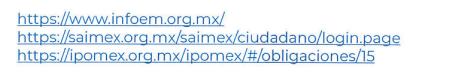 https://www.infoem.org.mx/
https://saimex.org.mx/saimex/ciudadano/login.page
https://ipomex.org.mx/ipomex/#/obligaciones/15